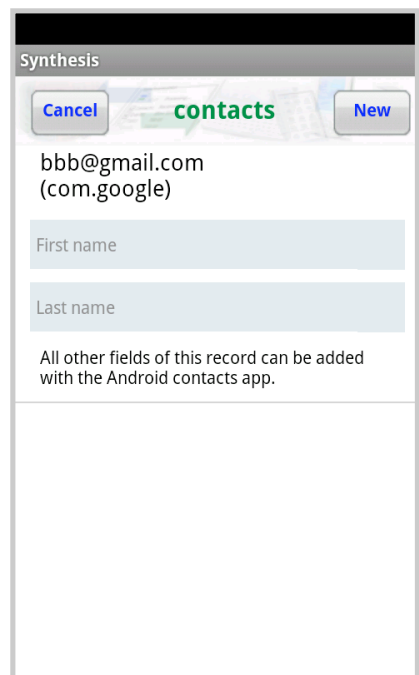 Synthesis
Cancel contacts New
bbb@gmail.com
(com.google)
First name
Last name
All other fields of this record can be added
with the Android contacts app.